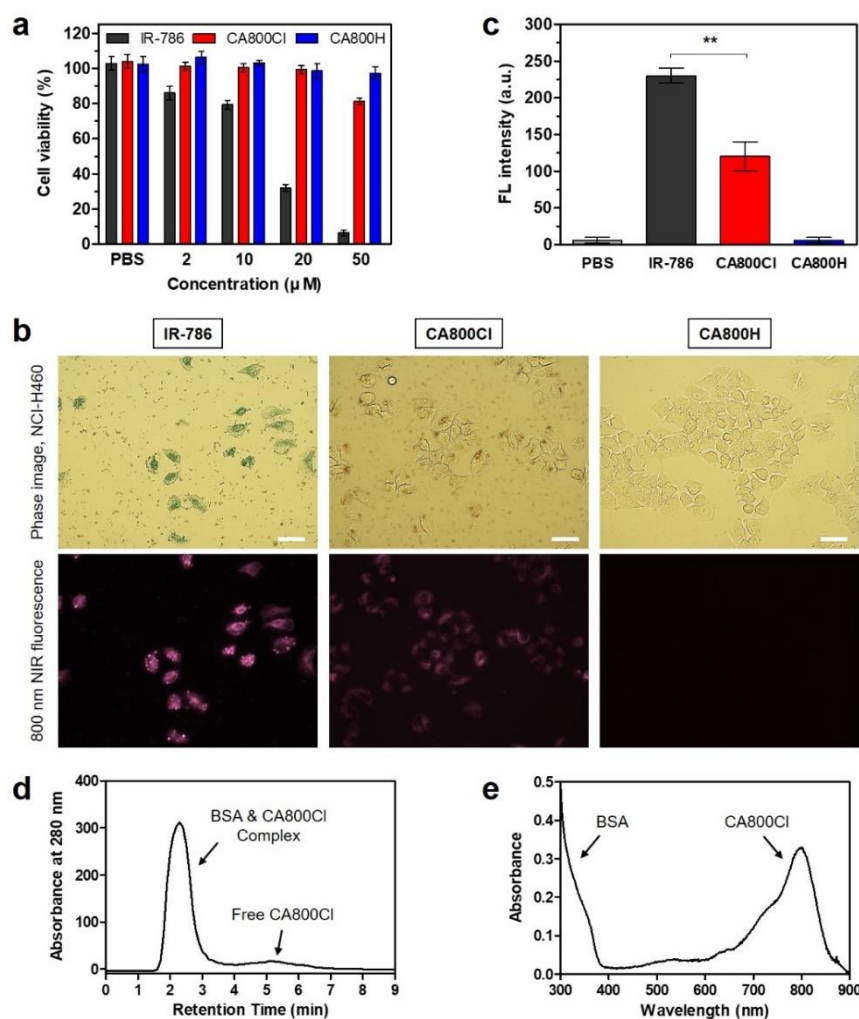 a
IR-786 CA800Cl CA800H
Cell viability (%)
120
100
80
60
40
20
0
PBS 2 10 20 50
Concentration (µM)
c
FL intensity (a.u.)
300
250
200
150
100
50
0
**
PBS IR-786 CA800Cl CA800H
b
IR-786 CA800Cl CA800H
Phase image, NCI-H460
800 nm NIR fluorescence
d
Absorbance at 280 nm
400
300
200
100
0
BSA & CA800Cl
Complex
Free CA800Cl
0 1 2 3 4 5 6 7 8 9
Retention Time (min)
e
Absorbance
0.5
0.4
0.3
0.2
0.1
0.0
BSA
CA800Cl
300 400 500 600 700 800 900
Wavelength (nm)